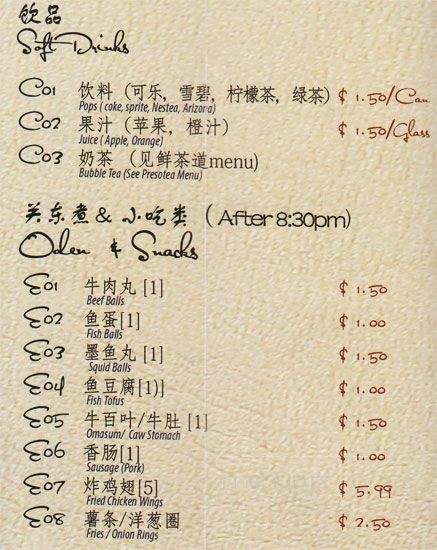 饮品
Soft Drinks
C01 饮料（可乐，雪碧，柠檬茶，绿茶） $ 1.50/Can
Pops ( coke, sprite, Nestea, Arizona)
C02 果汁（苹果，橙汁） $ 1.50/Glass
Juice ( Apple, Orange)
C03 奶茶 （见鲜茶道menu)
Bubble Tea (See Presotea Menu)
关东煮 & 小吃类 ( After 8:30pm)
Oden & Snacks
E01 牛肉丸 [1] $ 1.50
Beef Balls
E02 鱼蛋[1] $ 1.00
Fish Balls
E03 墨鱼丸 [1] $ 1.50
Squid Balls
E04 鱼豆腐[1)] $ 1.00
Fish Tofus
E05 牛百叶/牛肚 [1] $ 1.50
Omasum/ Caw Stomach
E06 香肠[1] $ 1.00
Sausage (Pork)
E07 炸鸡翅[5] $ 5.99
Fried Chicken Wings
E08 薯条/洋葱圈 $ 2.50
Fries / Onion Rings